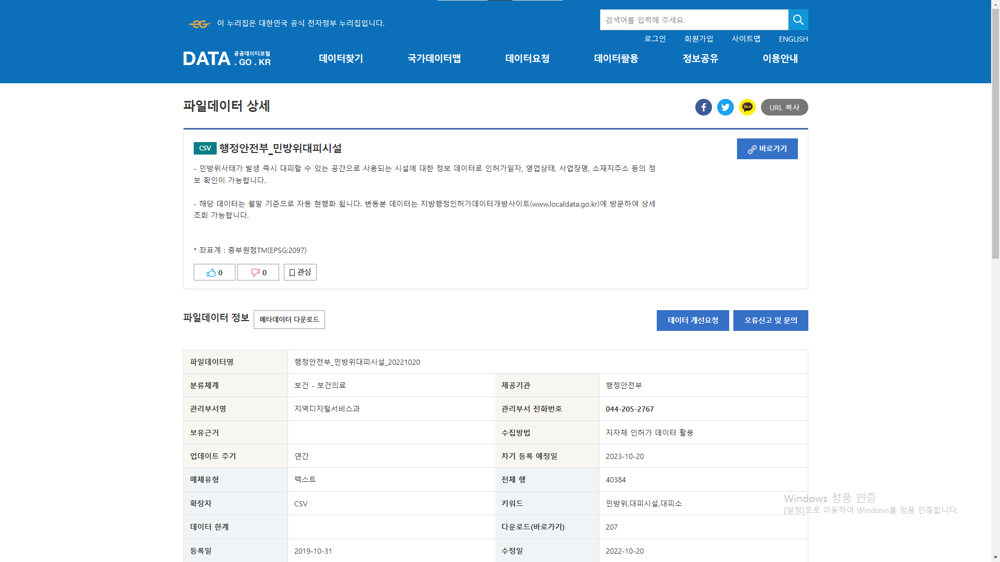 이 누리집은 대한민국 공식 전자정부 누리집입니다.
검색어를 입력해 주세요.
로그인 회원가입 사이트맵 ENGLISH
DATA 공공데이터포털 .GO.KR
데이터찾기 국가데이터맵 데이터요청 데이터활용 정보공유 이용안내
파일데이터 상세
TALK
URL 복사
CSV 행정안전부_민방위대피시설
바로가기
- 민방위사태가 발생 즉시 대피할 수 있는 공간으로 사용되는 시설에 대한 정보 데이터로 인허가일자, 영업상태, 사업장명, 소재지주소 등의 정
보 확인이 가능합니다.
- 해당 데이터는 월말 기준으로 자동 현행화 됩니다. 변동분 데이터는 지방행정인허가데이터개방사이트(www.localdata.go.kr)에 방문하여 상세
조회 가능합니다.
* 좌표계 : 중부원점TM(EPSG:2097)
0 0 관심
파일데이터 정보 메타데이터 다운로드
데이터 개선요청 오류신고 및 문의
파일데이터명 행정안전부_민방위대피시설_20221020
분류체계 보건 - 보건의료 제공기관 행정안전부
관리부서명 지역디지털서비스과 관리부서 전화번호 044-205-2767
보유근거 수집방법 지자체 인허가 데이터 활용
업데이트 주기 연간 차기 등록 예정일 2023-10-20
매체유형 텍스트 전체 행 40384
확장자 CSV 키워드 민방위,대피시설,대피소
데이터 한계 다운로드(바로가기) 207
등록일 2019-10-31 수정일 2022-10-20
Windows 정품 인증
[설정]으로 이동하여 Windows를 정품 인증합니다.